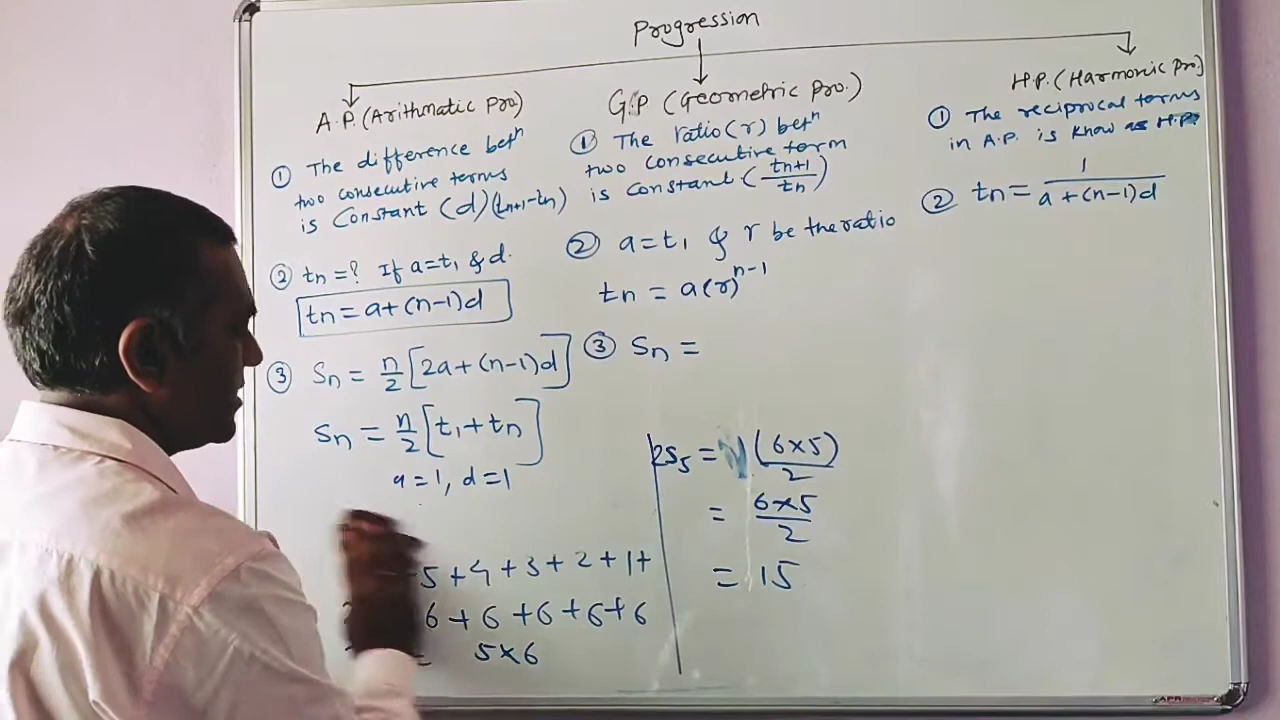 Progression
A.P. (Arithmatic Pro)
① The difference betⁿ
two consecutive terms
is Constant (d) (tn+1-tn)
② tn =? If a=t₁ & d.
tn = a+(n-1)d
③ Sn = n/2 [2a+(n-1)d]
Sn = n/2 [t₁ + tn]
a=1, d=1
5 + 4 + 3 + 2 + 1 +
6 + 6 + 6 + 6 + 6
= 5×6
G.P (Geometric Pro.)
① The ratio(r) betⁿ
two consecutive term
is constant (tn+1/tn)
② a=t₁ & r be the ratio
tn = a(r)ⁿ⁻¹
③ Sn =
2S₅ = (6×5)/2
= 6×5/2
= 15
H.P. (Harmonic Pro.)
① The reciprocal terms
in A.P. is know as H.P.
② tn = 1/a+(n-1)d